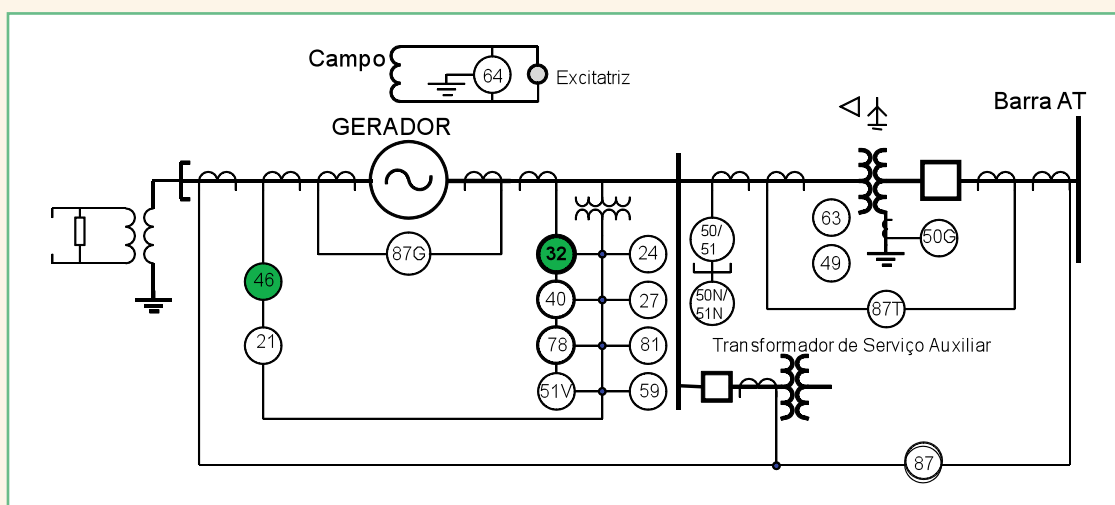 Campo
64
Excitatriz
GERADOR
Barra AT
87G
46
21
32
24
40
27
78
81
51V
59
50/
51
50N/
51N
63
49
50G
87T
Transformador de Serviço Auxiliar
87